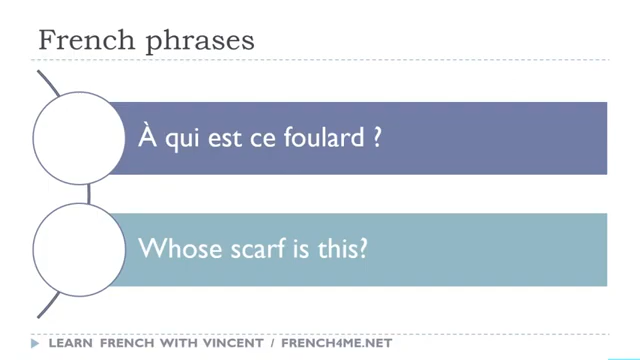 French phrases
À qui est ce foulard ?
Whose scarf is this?
LEARN FRENCH WITH VINCENT / FRENCH4ME.NET